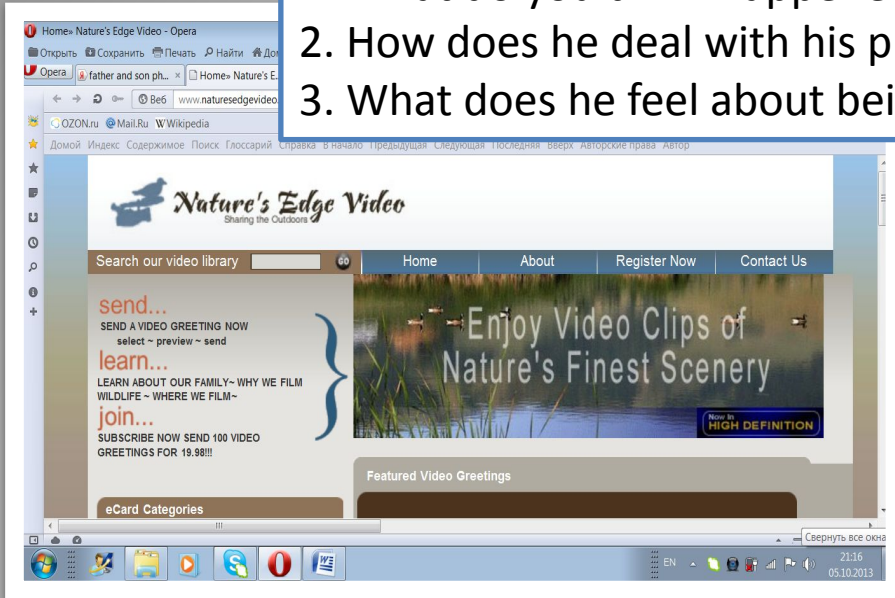 2. How does he deal with his p
3. What does he feel about bei
Home» Nature's Edge Video - Opera
Открыть Сохранить Печать Найти
Opera father and son ph... × Home» Nature's E.
Веб www.naturesedgevideo.
OZON.ru @Mail.Ru W Wikipedia
Домой Индекс Содержимое Поиск Глоссарий Справка В начало Предыдущая Следующая Последняя Вверх Авторские права Автор
Nature's Edge Video
Sharing the Outdoors
Search our video library GO Home About Register Now Contact Us
send...
SEND A VIDEO GREETING NOW
select ~ preview ~ send
learn...
LEARN ABOUT OUR FAMILY~ WHY WE FILM
WILDLIFE ~ WHERE WE FILM~
join...
SUBSCRIBE NOW SEND 100 VIDEO
GREETINGS FOR 19.98!!!
Enjoy Video Clips of
Nature's Finest Scenery
Now In
HIGH DEFINITION
Featured Video Greetings
eCard Categories
Свернуть все окна
EN 21:16
05.10.2013